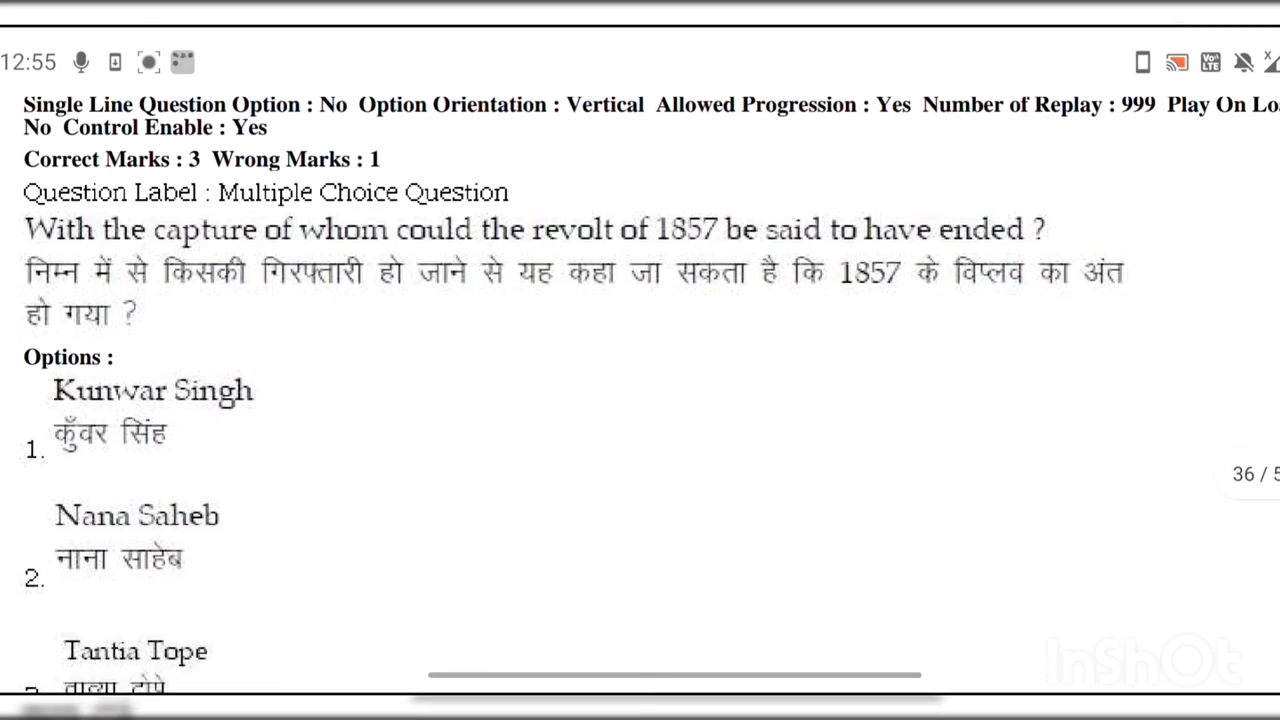 12:55
Single Line Question Option : No Option Orientation : Vertical Allowed Progression : Yes Number of Replay : 999 Play On
No Control Enable : Yes
Correct Marks : 3 Wrong Marks : 1
Question Label : Multiple Choice Question
With the capture of whom could the revolt of 1857 be said to have ended ?
निम्न में से किसकी गिरफ्तारी हो जाने से यह कहा जा सकता है कि 1857 के विप्लव का अंत
हो गया ?
Options :
Kunwar Singh
कुँवर सिंह
1.
36 /
Nana Saheb
नाना साहेब
2.
Tantia Tope
InShOt